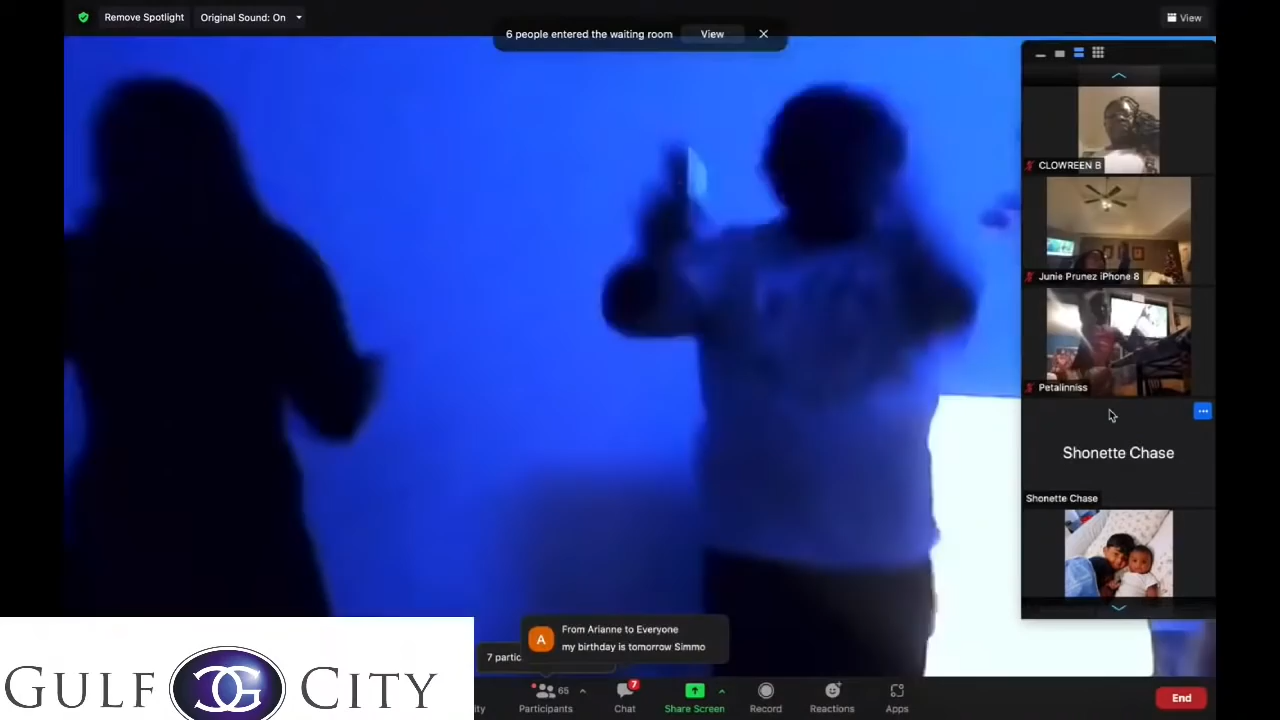 Remove Spotlight
Original Sound: On
6 people entered the waiting room
View
View
CLOWREEN B
Junie Prunez iPhone 8
Petalinniss
Shonette Chase
Shonette Chase
A
From Arianne to Everyone
my birthday is tomorrow Simmo
7 partic
65
7
Participants
Chat
Share Screen
Record
Reactions
Apps
End
GULF CITY